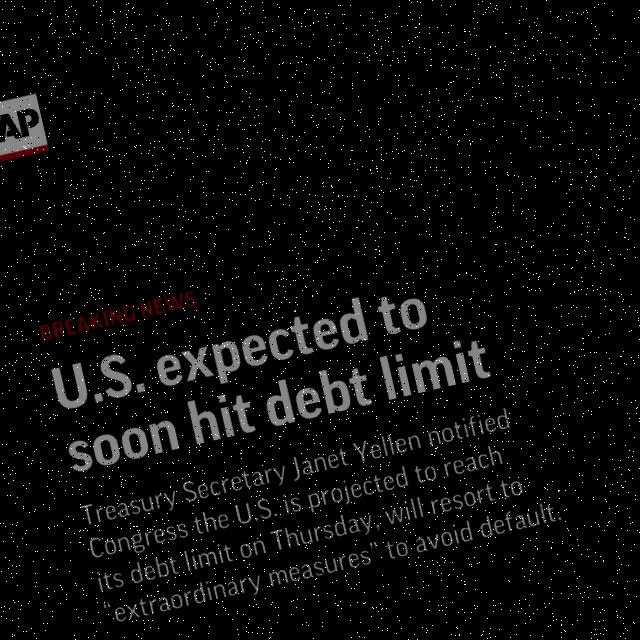 AP
BREAKING NEWS
U.S. expected to
soon hit debt limit
Treasury Secretary Janet Yellen notified
Congress the U.S. is projected to reach
its debt limit on Thursday, will resort to
“extraordinary measures” to avoid default.